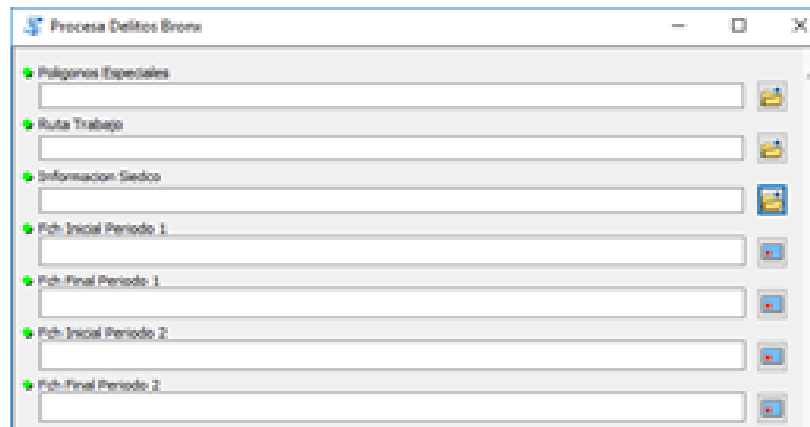 Procesa Delitos Bronx
Poligonos Especiales
Ruta Trabajo
Informacion Siedco
Fch Inicial Periodo 1
Fch Final Periodo 1
Fch Inicial Periodo 2
Fch Final Periodo 2